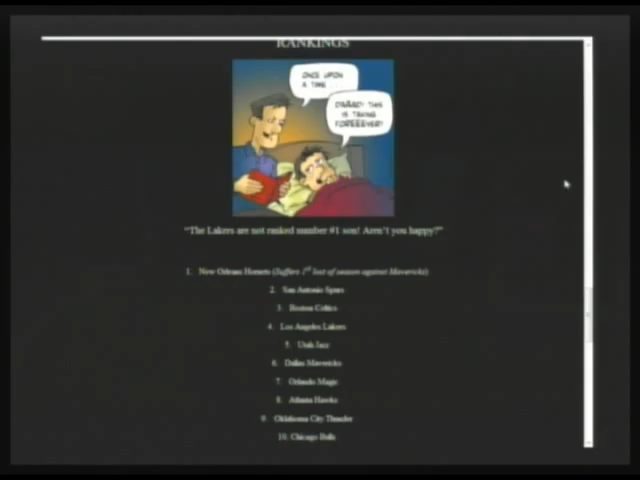 RANKINGS
ONCE UPON
A TIME...
DAAAD! THIS
IS TAKING
FOREEEVER!
“The Lakers are not ranked number #1 son! Aren’t you happy?”
1. New Orleans Hornets (Suffers 1st lost of season against Mavericks)
2. San Antonio Spurs
3. Boston Celtics
4. Los Angeles Lakers
5. Utah Jazz
6. Dallas Mavericks
7. Orlando Magic
8. Atlanta Hawks
9. Oklahoma City Thunder
10. Chicago Bulls